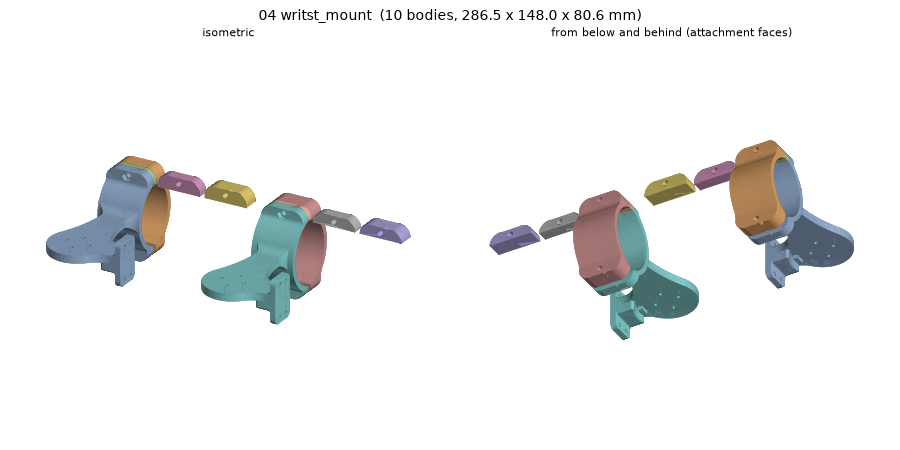 04 writst_mount  (10 bodies, 286.5 x 148.0 x 80.6 mm)
isometric
from below and behind (attachment faces)